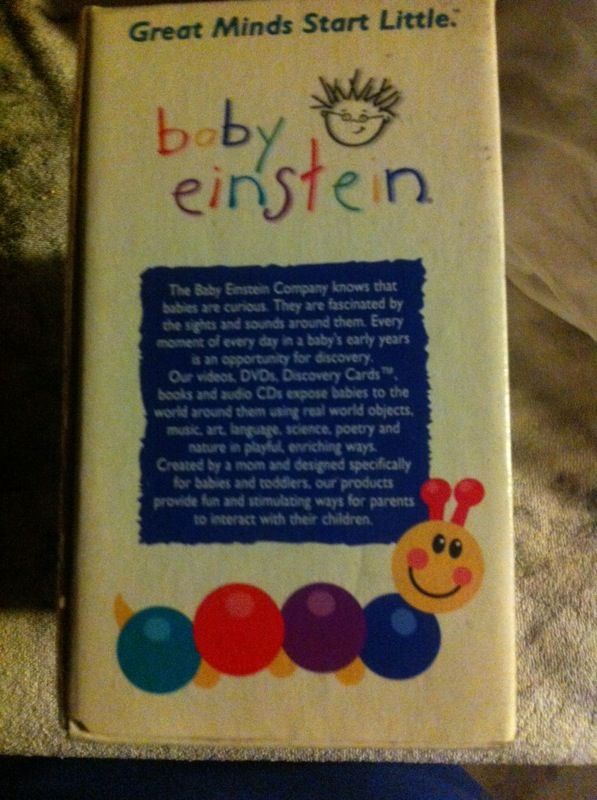 Great Minds Start Little.™
baby
einstein
The Baby Einstein Company knows that
babies are curious. They are fascinated by
the sights and sounds around them. Every
moment of every day in a baby's early years
is an opportunity for discovery.
Our videos, DVDs, Discovery Cards™,
books and audio CDs expose babies to the
world around them using real world objects,
music, art, language, science, poetry and
nature in playful, enriching ways.
Created by a mom and designed specifically
for babies and toddlers, our products
provide fun and stimulating ways for parents
to interact with their children.